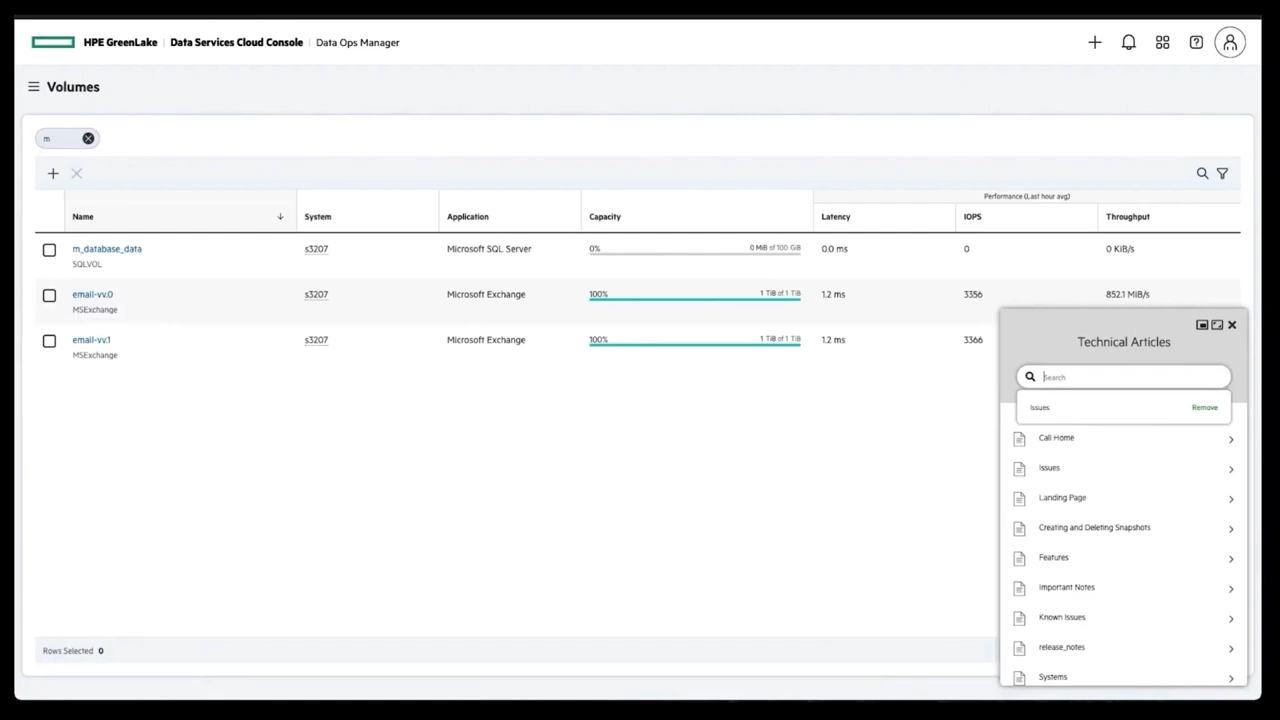 HPE GreenLake | Data Services Cloud Console | Data Ops Manager
Volumes
m
Performance (Last hour avg)
Name System Application Capacity Latency IOPS Throughput
m_database_data s3207 Microsoft SQL Server 0% 0 MiB of 100 GiB 0.0 ms 0 0 KiB/s
SQLVOL
email-vv.0 s3207 Microsoft Exchange 100% 1 TiB of 1 TiB 1.2 ms 3356 852.1 MiB/s
MSExchange
email-vv.1 s3207 Microsoft Exchange 100% 1 TiB of 1 TiB 1.2 ms 3366
MSExchange
Rows Selected 0
Technical Articles
Search
Issues Remove
Call Home
Issues
Landing Page
Creating and Deleting Snapshots
Features
Important Notes
Known Issues
release_notes
Systems